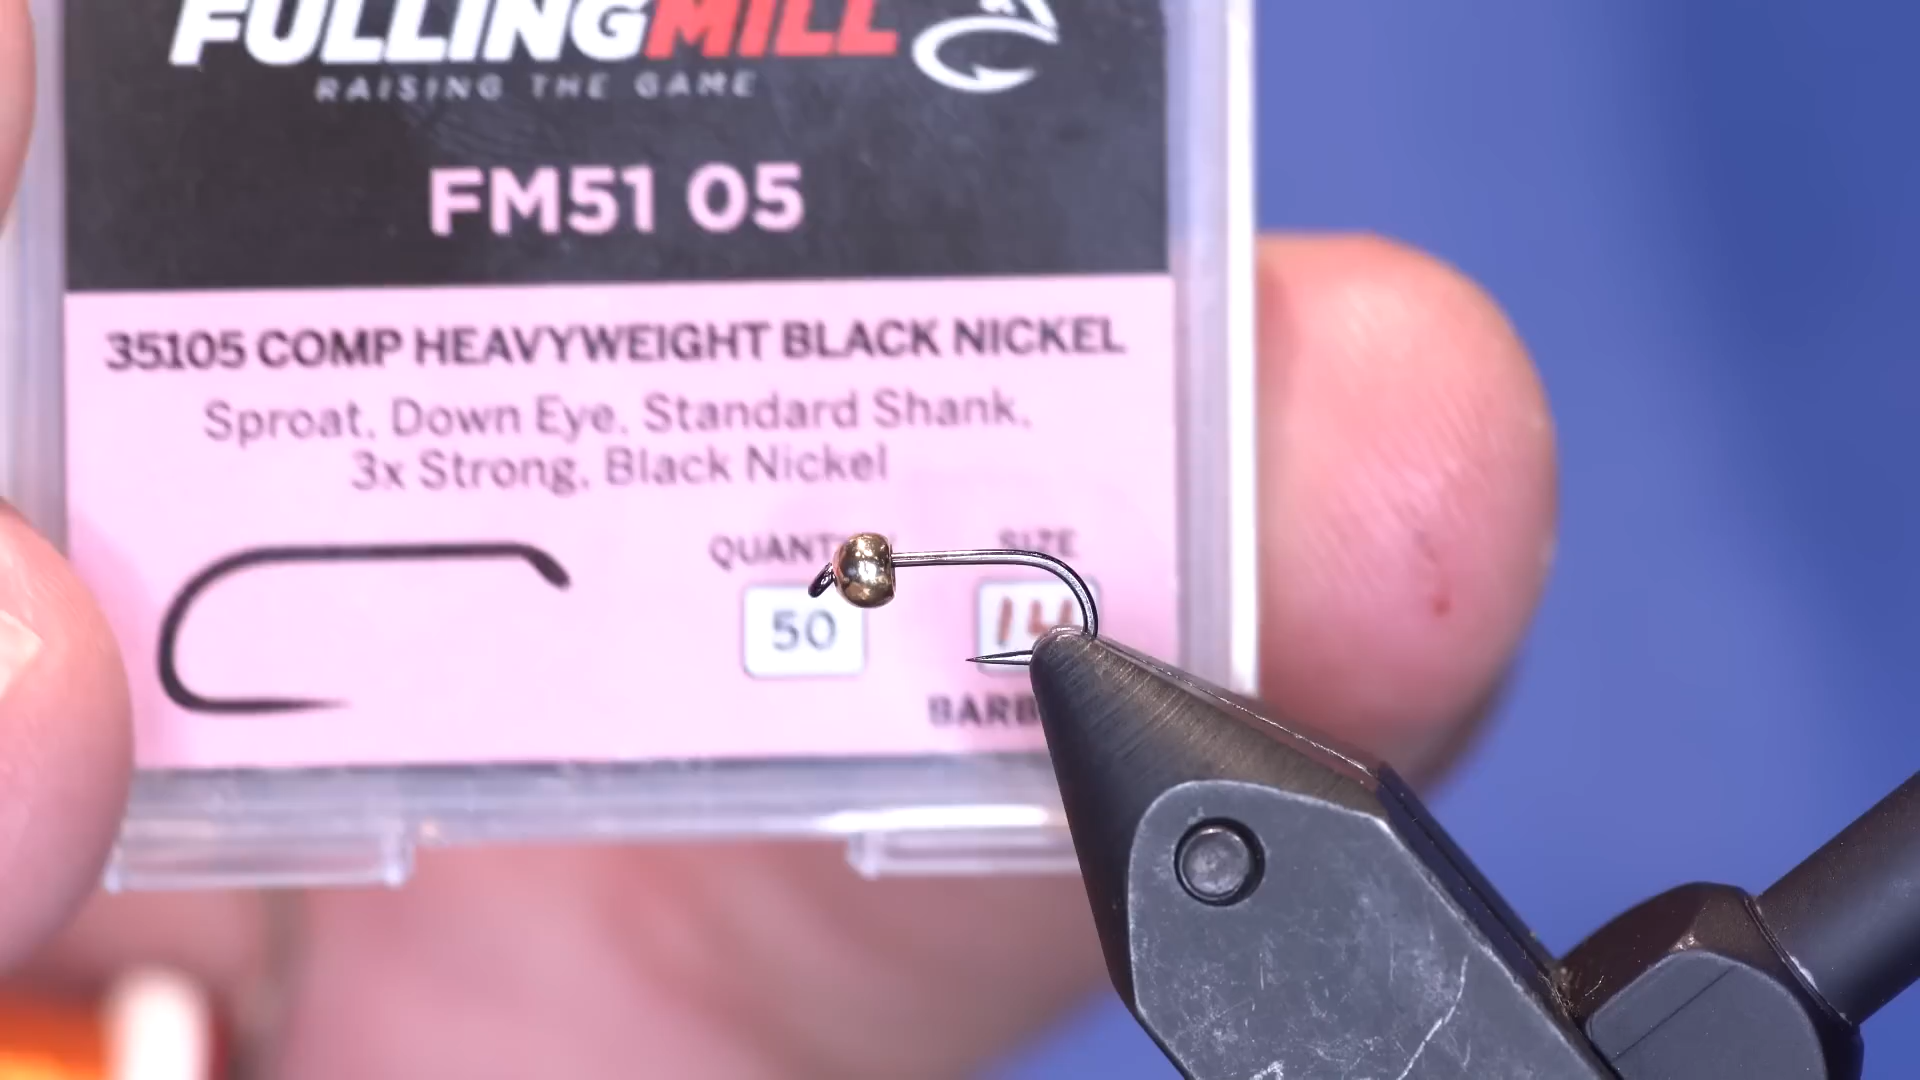 FULLINGMILL
RAISING THE GAME
FM51 05
35105 COMP HEAVYWEIGHT BLACK NICKEL
Sproat, Down Eye, Standard Shank,
3x Strong, Black Nickel
SIZE
50